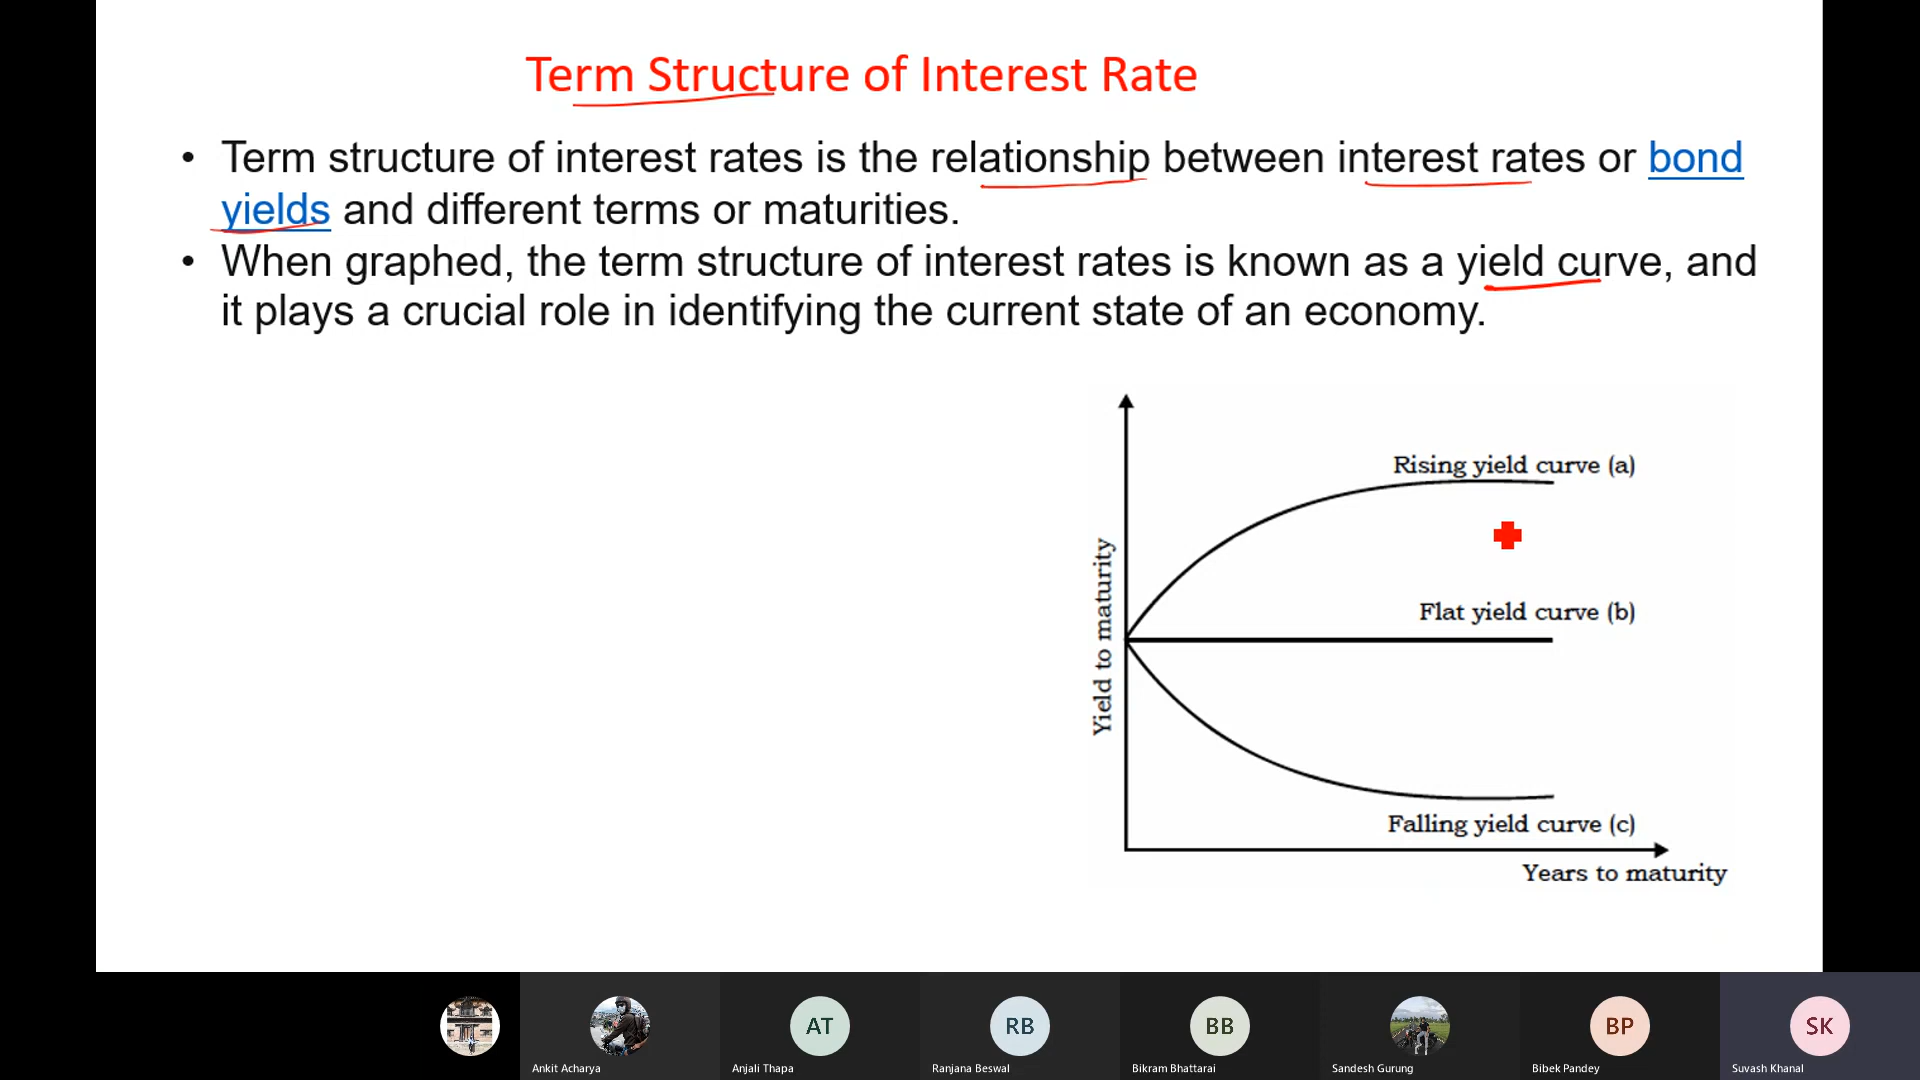 Term Structure of Interest Rate
• Term structure of interest rates is the relationship between interest rates or bond
yields and different terms or maturities.
• When graphed, the term structure of interest rates is known as a yield curve, and
it plays a crucial role in identifying the current state of an economy.
Rising yield curve (a)
Flat yield curve (b)
Yield to maturity
Falling yield curve (c)
Years to maturity
AT
RB
BB
BP
SK
Ankit Acharya
Anjali Thapa
Ranjana Beswal
Bikram Bhattarai
Sandesh Gurung
Bibek Pandey
Suvash Khanal